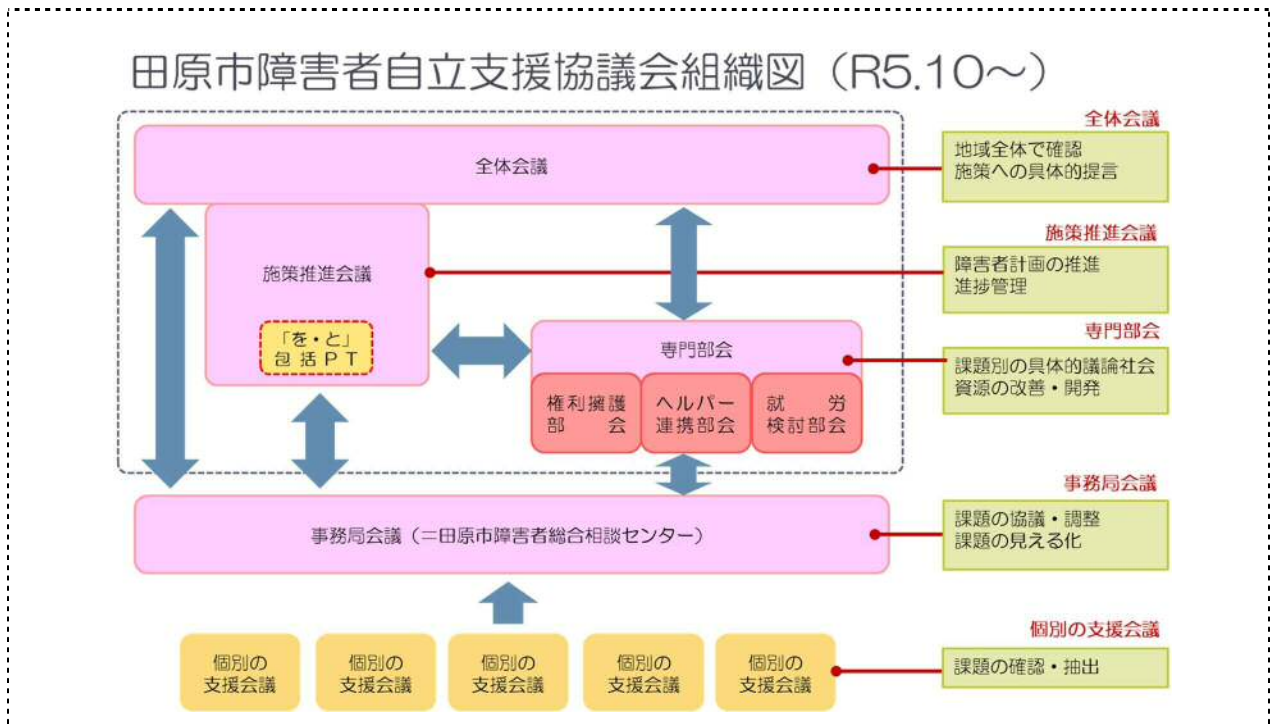 田原市障害者自立支援協議会組織図（R5.10～）
全体会議
全体会議
地域全体で確認
施策への具体的提言
施策推進会議
施策推進会議
障害者計画の推進
進捗管理
「を・と」
包括ＰＴ
専門部会
専門部会
課題別の具体的議論社会
資源の改善・開発
権利擁護
部会
ヘルパー
連携部会
就労
検討部会
事務局会議（＝田原市障害者総合相談センター）
事務局会議
課題の協議・調整
課題の見える化
個別の
支援会議
個別の
支援会議
個別の
支援会議
個別の
支援会議
個別の
支援会議
個別の支援会議
課題の確認・抽出